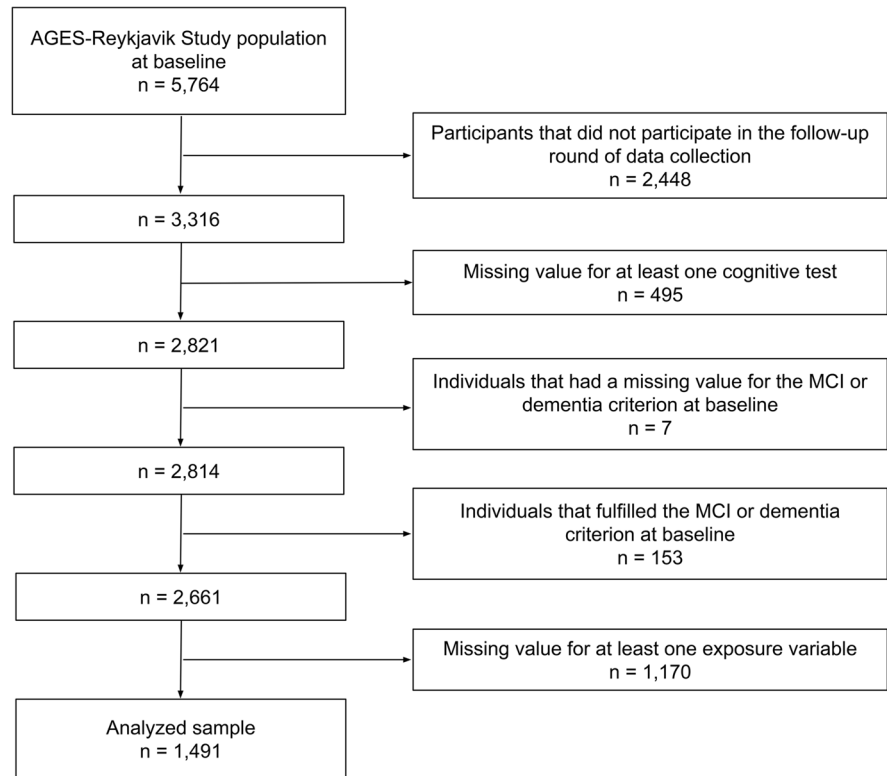 AGES-Reykjavik Study population
at baseline
n = 5,764
Participants that did not participate in the follow-up
round of data collection
n = 2,448
n = 3,316
Missing value for at least one cognitive test
n = 495
n = 2,821
Individuals that had a missing value for the MCI or
dementia criterion at baseline
n = 7
n = 2,814
Individuals that fulfilled the MCI or dementia
criterion at baseline
n = 153
n = 2,661
Missing value for at least one exposure variable
n = 1,170
Analyzed sample
n = 1,491